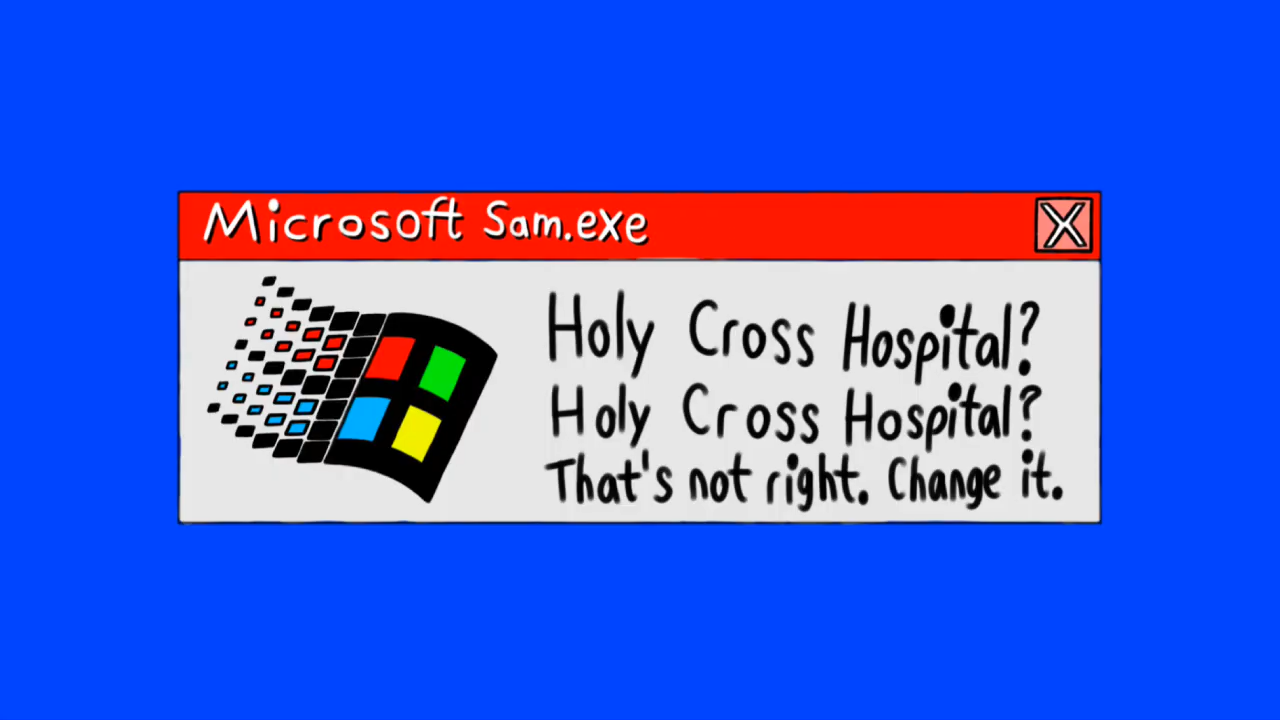 Microsoft Sam.exe
X
Holy Cross Hospital?
Holy Cross Hospital?
That's not right. Change it.